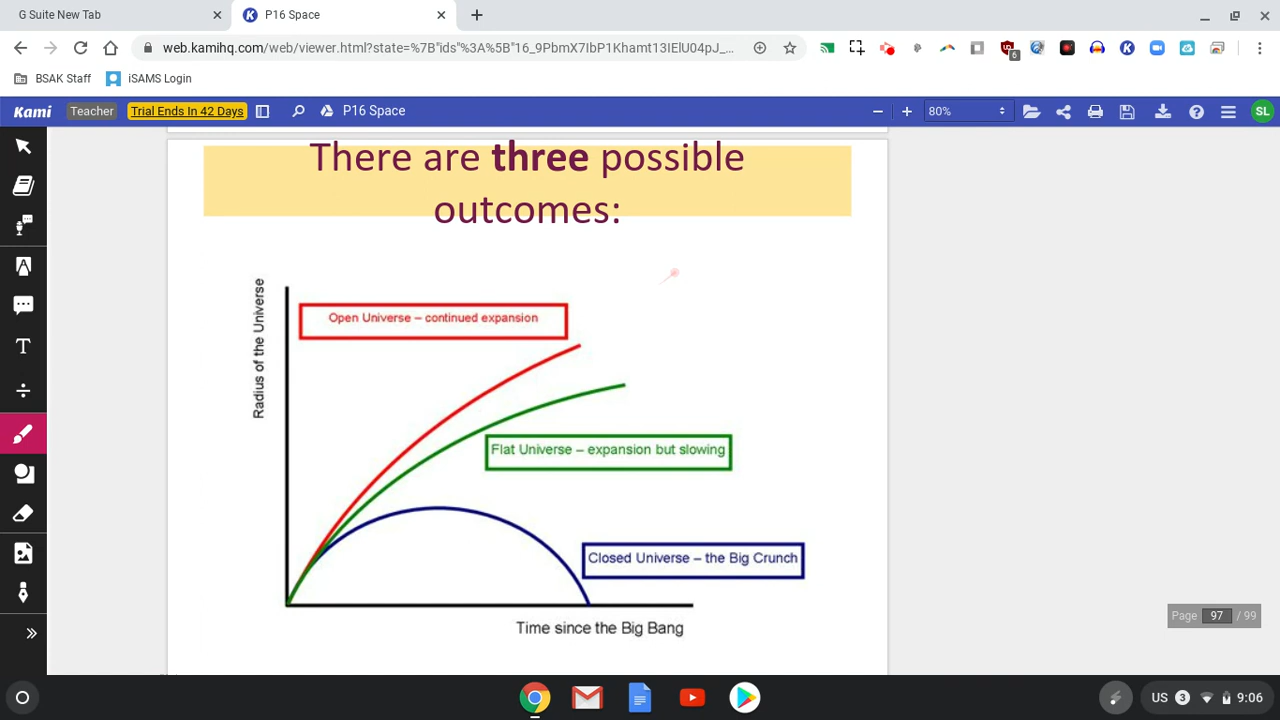 G Suite New Tab
P16 Space
web.kamihq.com/web/viewer.html?state=%7B"ids"%3A%5B"16_9PbmX7IbP1Khamt13IElU04pJ_...
6
BSAK Staff
iSAMS Login
Kami
Teacher
Trial Ends In 42 Days
P16 Space
80%
SL
There are three possible
outcomes:
Radius of the Universe
Open Universe – continued expansion
Flat Universe – expansion but slowing
Closed Universe – the Big Crunch
Time since the Big Bang
Page 97 / 99
US 3 9:06